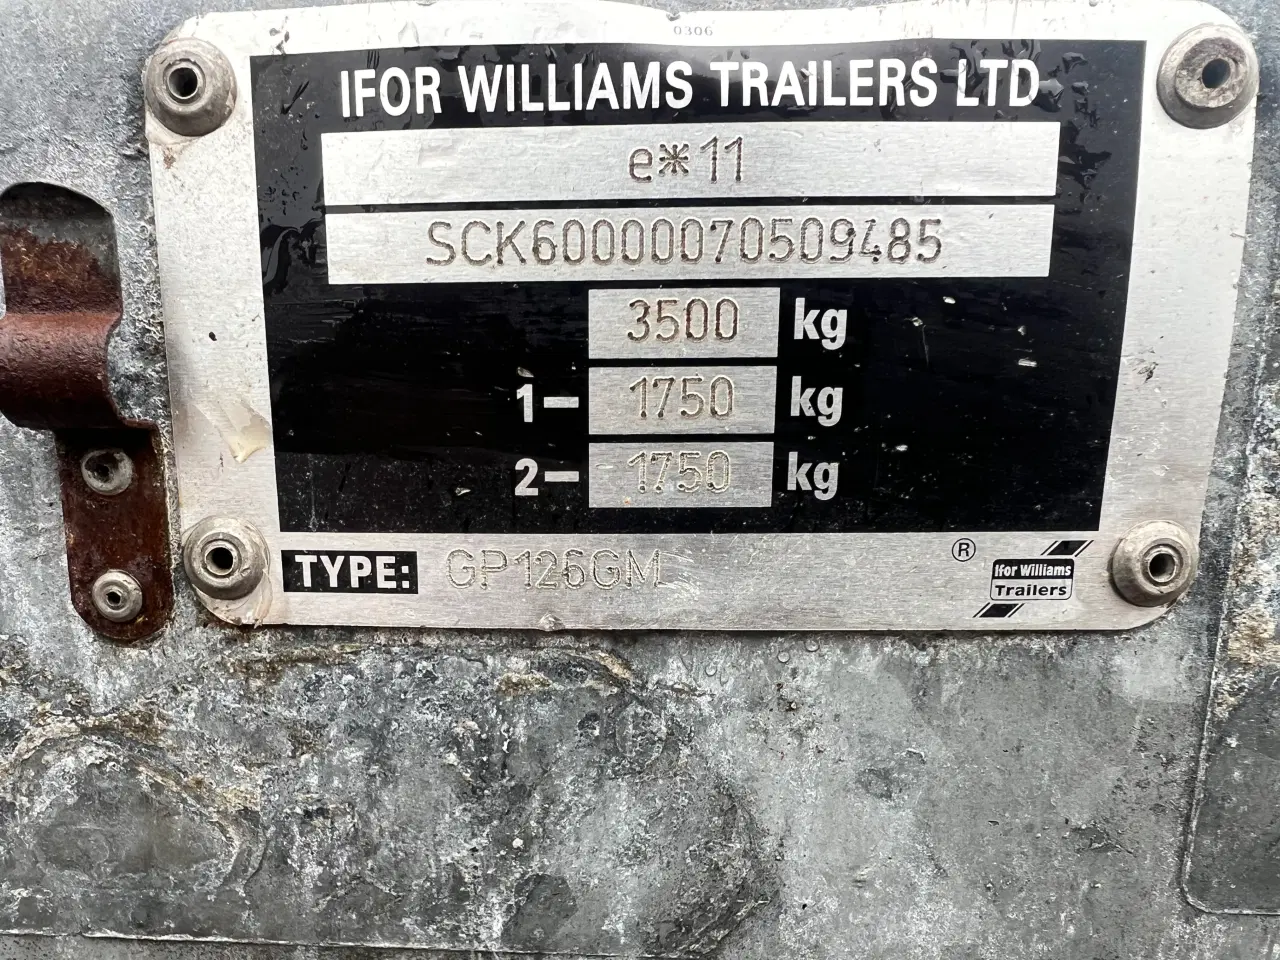 0306
IFOR WILLIAMS TRAILERS LTD
e*11
SCK60000070509485
3500 kg
1- 1750 kg
2- 1750 kg
TYPE: GP126GM
®
Ifor Williams
Trailers